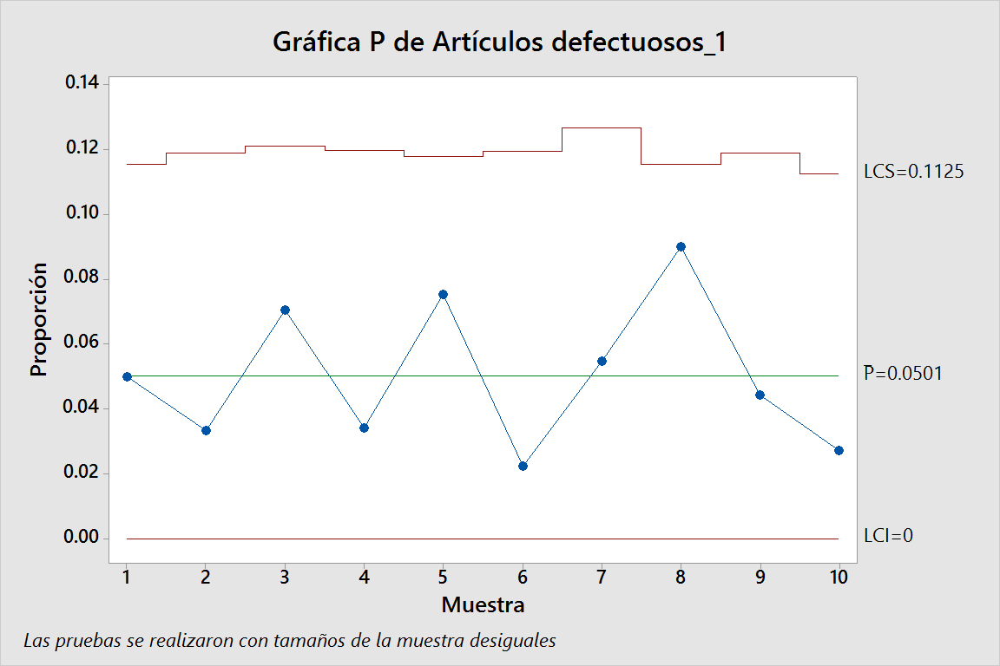 Gráfica P de Artículos defectuosos_1
0.14
0.12
0.10
0.08
0.06
0.04
0.02
0.00
Proporción
LCS=0.1125
P̅=0.0501
LCI=0
1 2 3 4 5 6 7 8 9 10
Muestra
Las pruebas se realizaron con tamaños de la muestra desiguales